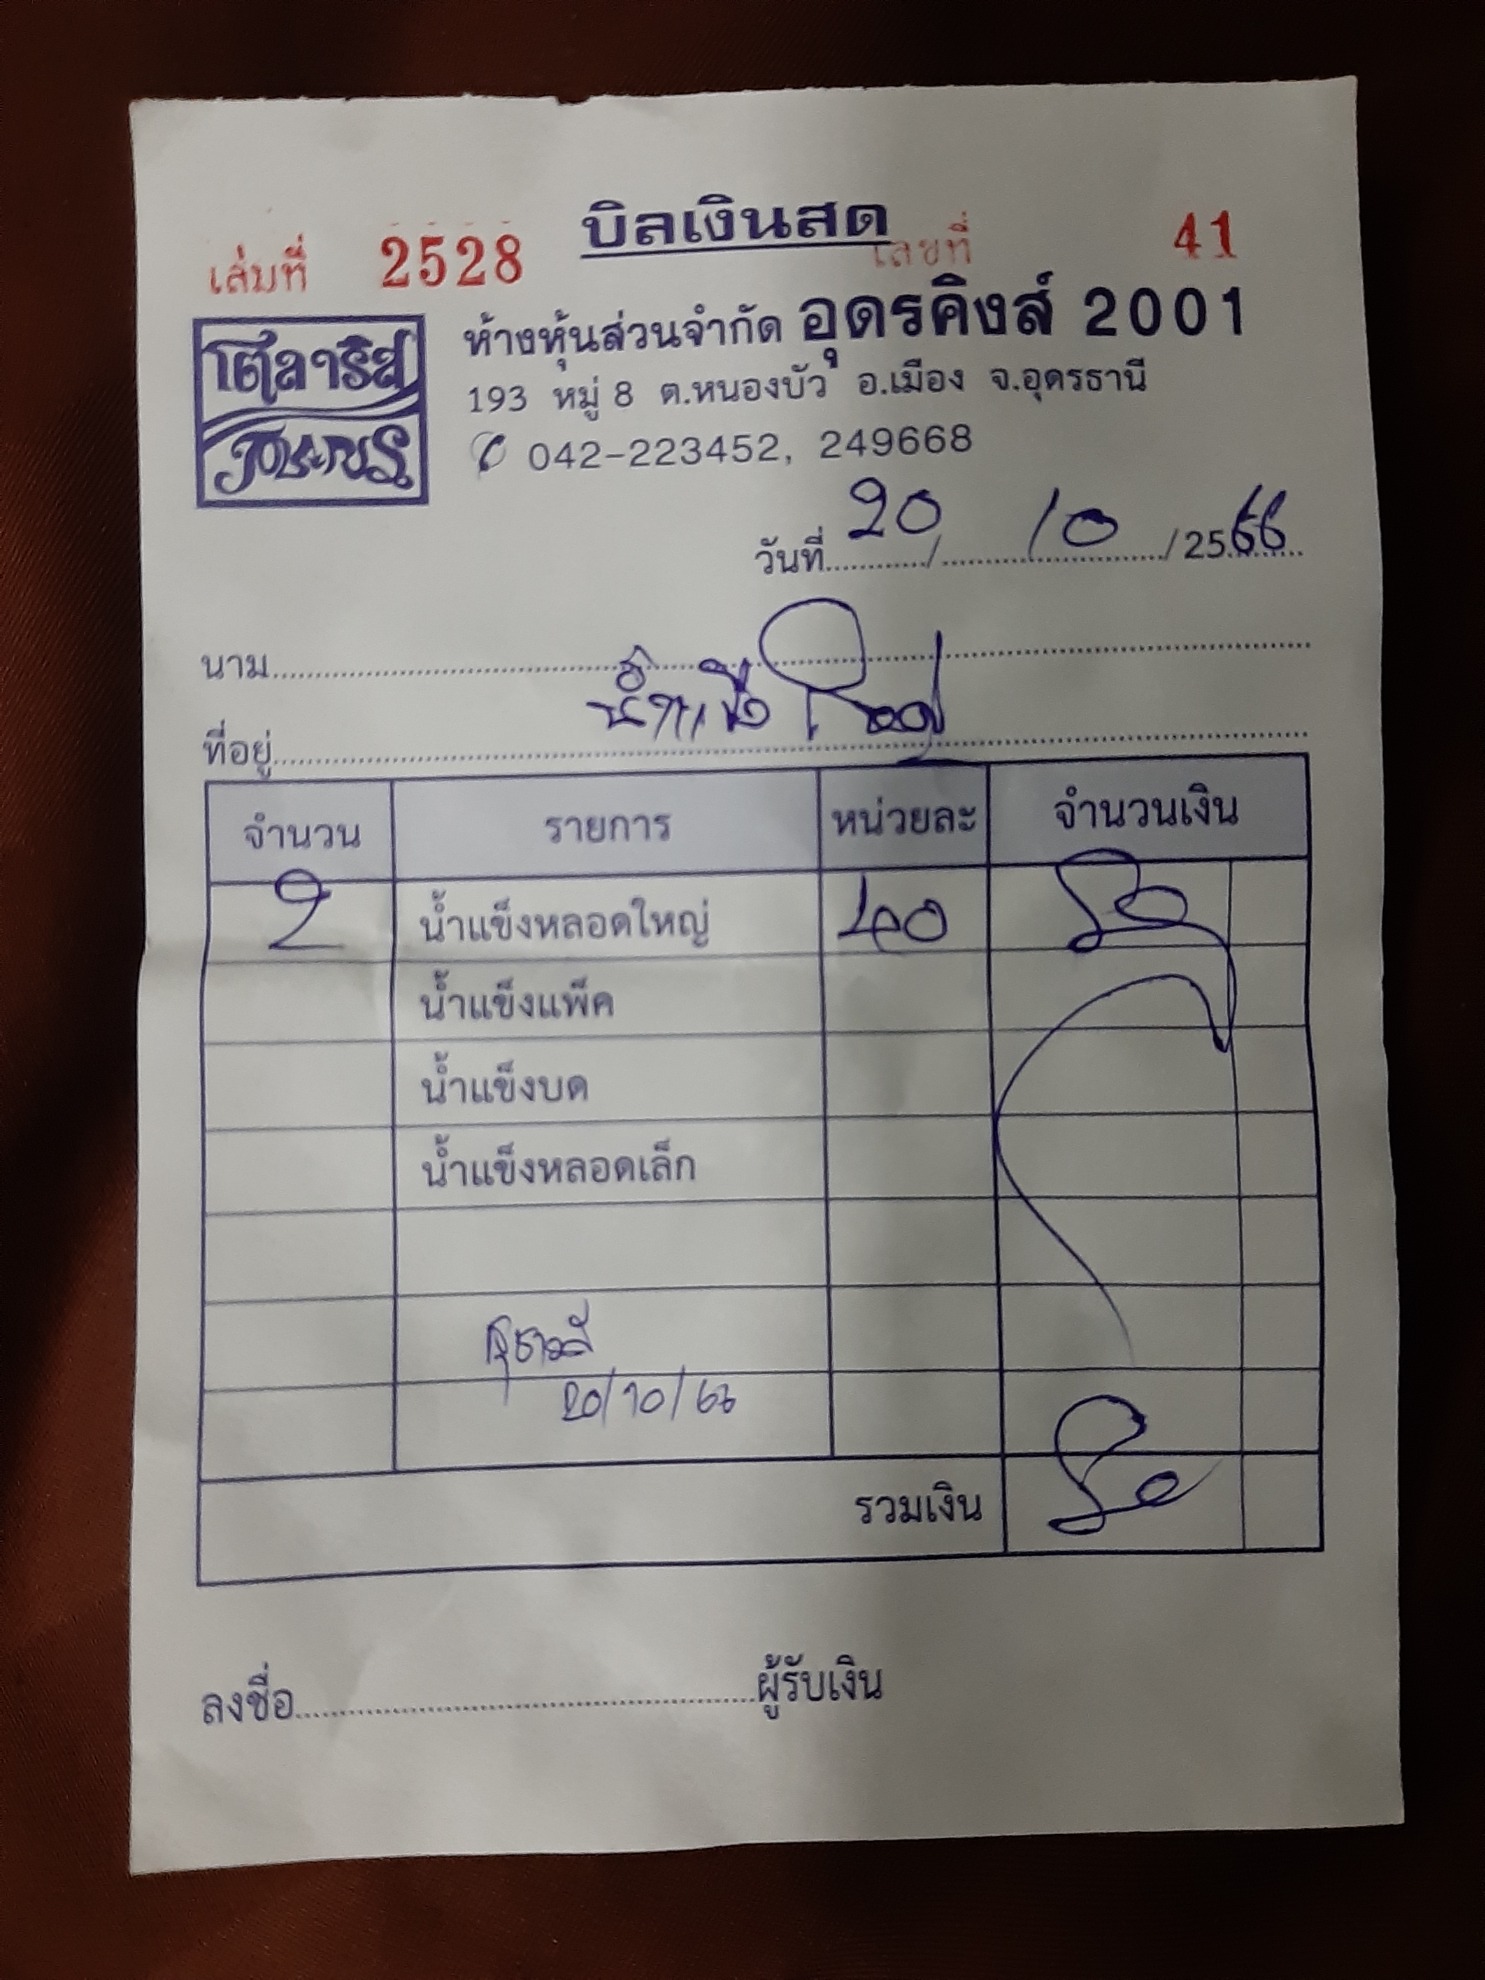 บิลเงินสด
เล่มที่ 2528 เลขที่ 41
โพลาริส
ห้างหุ้นส่วนจำกัด อุดรคิงส์ 2001
193 หมู่ 8 ต.หนองบัว อ.เมือง จ.อุดรธานี
042-223452, 249668
วันที่ 20 / 10 / 2566
นาม
ที่อยู่
จำนวน รายการ หน่วยละ จำนวนเงิน
2 น้ำแข็งหลอดใหญ่ 40 80
น้ำแข็งแพ็ค
น้ำแข็งบด
น้ำแข็งหลอดเล็ก
20/10/66
รวมเงิน 80
ลงชื่อ ผู้รับเงิน